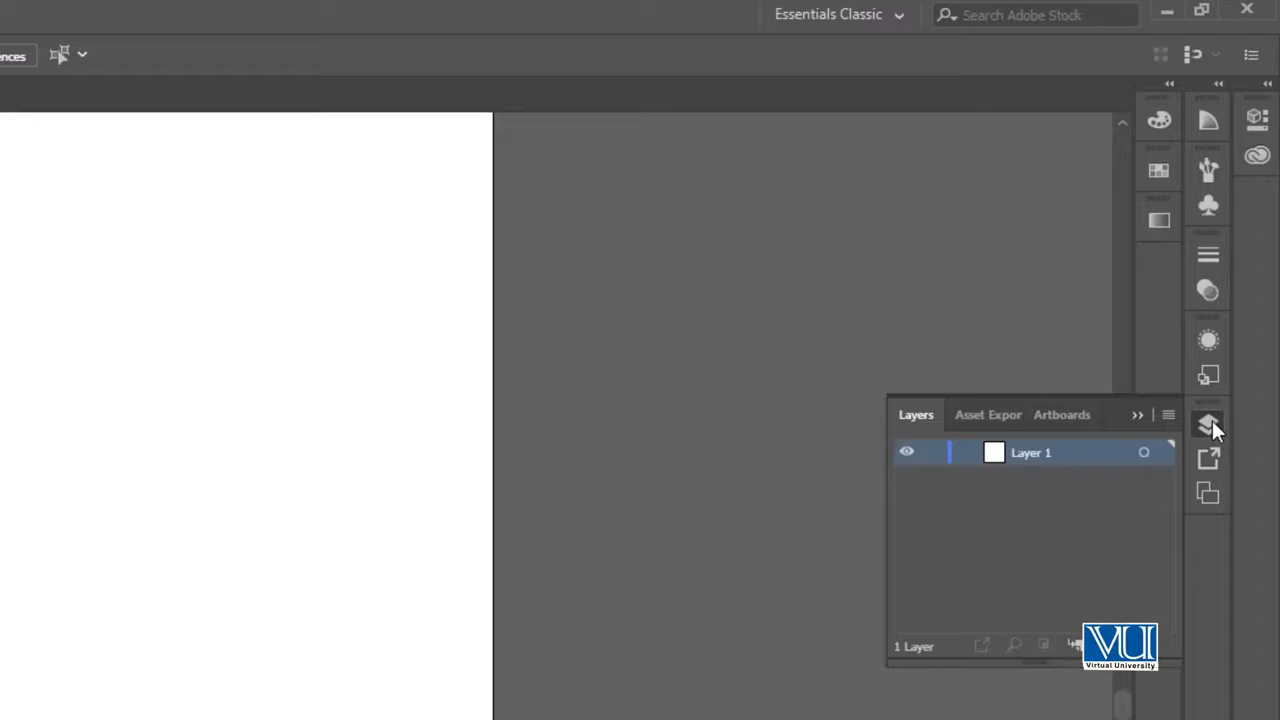 Essentials Classic
Search Adobe Stock
ences
Layers Asset Expor Artboards
Layer 1
1 Layer
VU
Virtual University